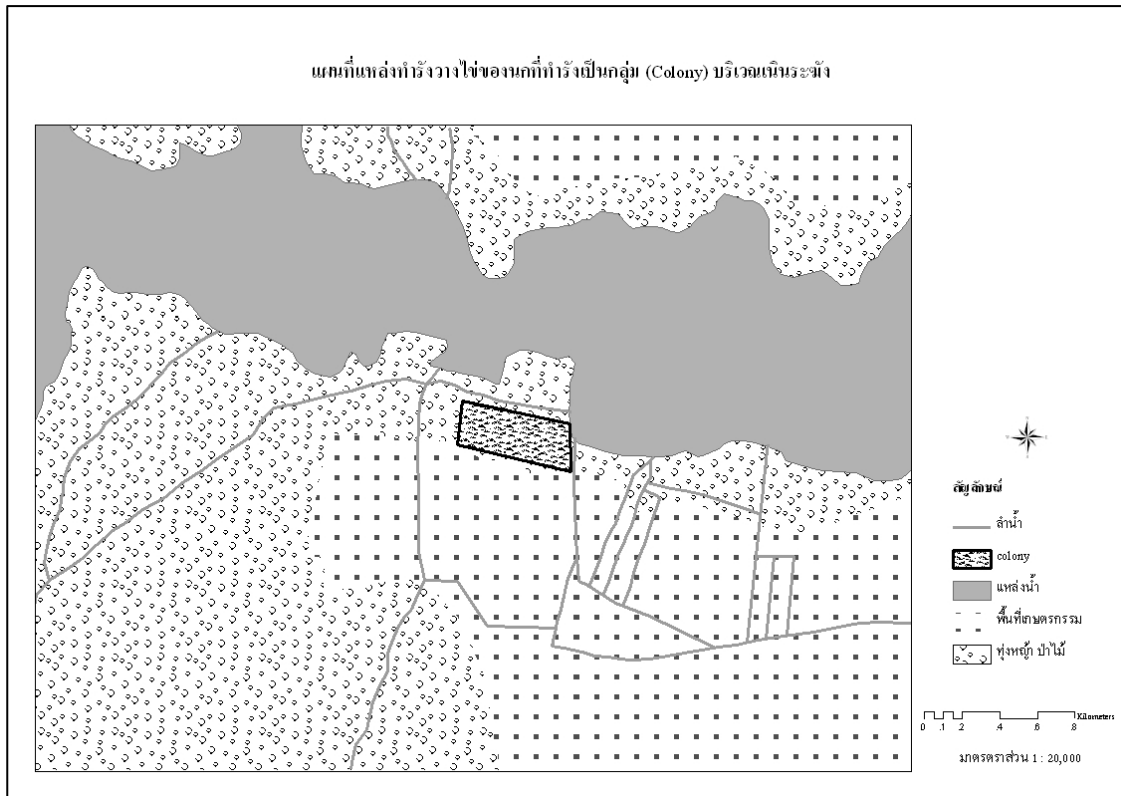 แผนที่แหล่งทำรังวางไข่ของนกที่ทำรังเป็นกลุ่ม (Colony) บริเวณเนินระฆัง
สัญลักษณ์
ลำน้ำ
colony
แหล่งน้ำ
พื้นที่เกษตรกรรม
ทุ่งหญ้า ป่าไม้
Kilometers
0 .1 .2 .4 .6 .8
มาตรตราส่วน 1 : 20,000